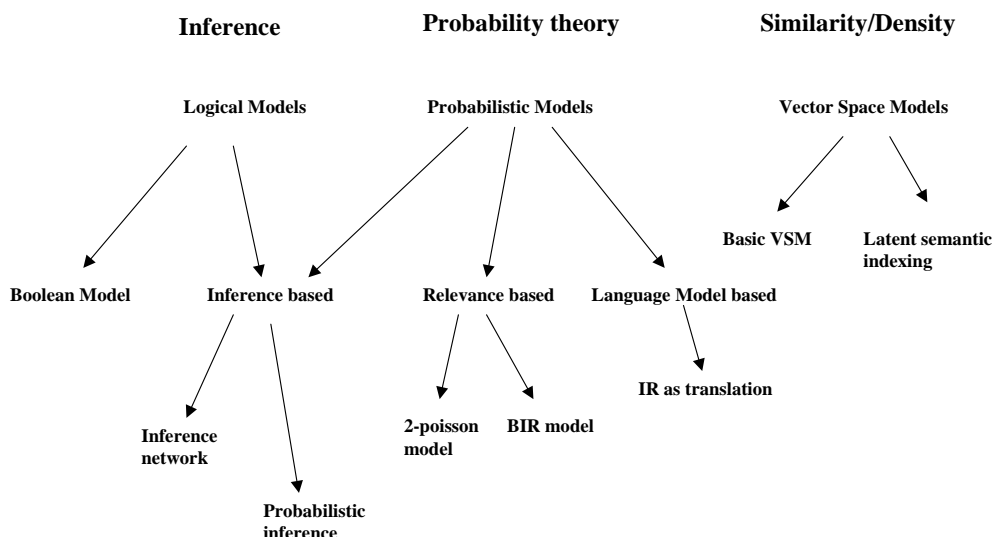 Inference
Probability theory
Similarity/Density
Logical Models
Probabilistic Models
Vector Space Models
Basic VSM
Latent semantic
indexing
Boolean Model
Inference based
Relevance based
Language Model based
IR as translation
2-poisson
model
BIR model
Inference
network
Probabilistic
inference